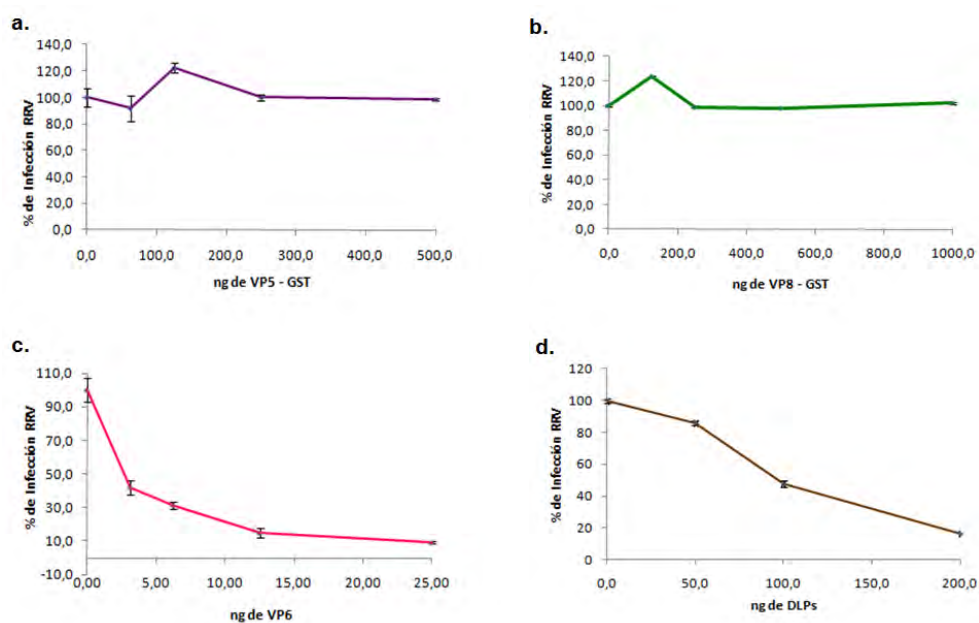 a.
% de Infección RRV
140,0
120,0
100,0
80,0
60,0
40,0
20,0
0,0
0,0 100,0 200,0 300,0 400,0 500,0
ng de VP5 - GST
b.
% de Infección RRV
140,0
120,0
100,0
80,0
60,0
40,0
20,0
0,0
0,0 200,0 400,0 600,0 800,0 1000,0
ng de VP8 - GST
c.
% de Infección RRV
110,0
90,0
70,0
50,0
30,0
10,0
-10,0
0,00 5,00 10,00 15,00 20,00 25,00
ng de VP6
d.
% de Infección RRV
120
100
80
60
40
20
0
0,0 50,0 100,0 150,0 200,0
ng de DLPs